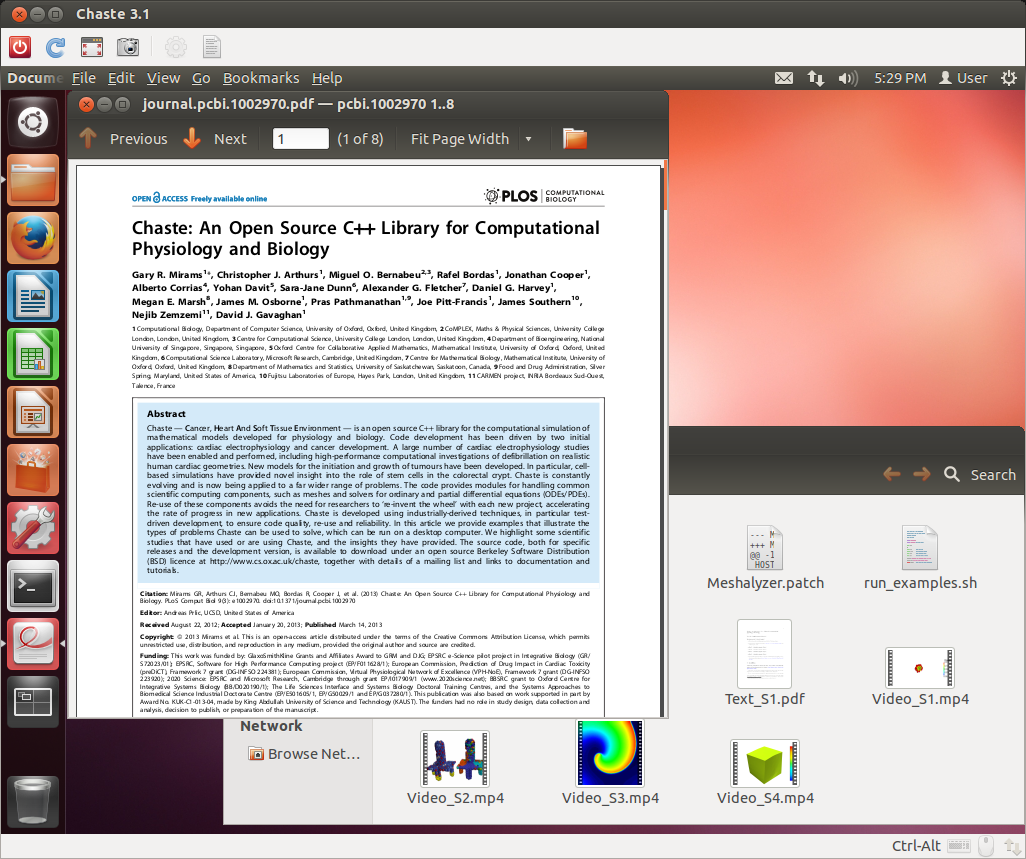 Chaste 3.1
Docume File Edit View Go Bookmarks Help
5:29 PM User
journal.pcbi.1002970.pdf — pcbi.1002970 1..8
Previous Next 1 (1 of 8) Fit Page Width
OPEN ACCESS Freely available online
PLOS COMPUTATIONAL BIOLOGY
Chaste: An Open Source C++ Library for Computational
Physiology and Biology
Gary R. Mirams1*, Christopher J. Arthurs1, Miguel O. Bernabeu2,3, Rafel Bordas1, Jonathan Cooper1,
Alberto Corrias4, Yohan Davit5, Sara-Jane Dunn6, Alexander G. Fletcher7, Daniel G. Harvey1,
Megan E. Marsh8, James M. Osborne1, Pras Pathmanathan1,9, Joe Pitt-Francis1, James Southern10,
Nejib Zemzemi11, David J. Gavaghan1
1 Computational Biology, Department of Computer Science, University of Oxford, Oxford, United Kingdom, 2 CoMPLEX, Maths & Physical Sciences, University College
London, London, United Kingdom, 3 Centre for Computational Science, University College London, London, United Kingdom, 4 Department of Bioengineering, National
University of Singapore, Singapore, Singapore, 5 Oxford Centre for Collaborative Applied Mathematics, Mathematical Institute, University of Oxford, Oxford, United
Kingdom, 6 Computational Science Laboratory, Microsoft Research, Cambridge, United Kingdom, 7 Centre for Mathematical Biology, Mathematical Institute, University of
Oxford, Oxford, United Kingdom, 8 Department of Mathematics and Statistics, University of Saskatchewan, Saskatoon, Canada, 9 Food and Drug Administration, Silver
Spring, Maryland, United States of America, 10 Fujitsu Laboratories of Europe, Hayes Park, London, United Kingdom, 11 CARMEN project, INRIA Bordeaux Sud-Ouest,
Talence, France
Abstract
Chaste — Cancer, Heart And Soft Tissue Environment — is an open source C++ library for the computational simulation of
mathematical models developed for physiology and biology. Code development has been driven by two initial
applications: cardiac electrophysiology and cancer development. A large number of cardiac electrophysiology studies
have been enabled and performed, including high-performance computational investigations of defibrillation on realistic
human cardiac geometries. New models for the initiation and growth of tumours have been developed. In particular, cell-
based simulations have provided novel insight into the role of stem cells in the colorectal crypt. Chaste is constantly
evolving and is now being applied to a far wider range of problems. The code provides modules for handling common
scientific computing components, such as meshes and solvers for ordinary and partial differential equations (ODEs/PDEs).
Re-use of these components avoids the need for researchers to 're-invent the wheel' with each new project, accelerating
the rate of progress in new applications. Chaste is developed using industrially-derived techniques, in particular test-
driven development, to ensure code quality, re-use and reliability. In this article we provide examples that illustrate the
types of problems Chaste can be used to solve, which can be run on a desktop computer. We highlight some scientific
studies that have used or are using Chaste, and the insights they have provided. The source code, both for specific
releases and the development version, is available to download under an open source Berkeley Software Distribution
(BSD) licence at http://www.cs.ox.ac.uk/chaste, together with details of a mailing list and links to documentation and
tutorials.
Citation: Mirams GR, Arthurs CJ, Bernabeu MO, Bordas R, Cooper J, et al. (2013) Chaste: An Open Source C++ Library for Computational Physiology and
Biology. PLoS Comput Biol 9(3): e1002970. doi:10.1371/journal.pcbi.1002970
Editor: Andreas Prlic, UCSD, United States of America
Received August 22, 2012; Accepted January 20, 2013; Published March 14, 2013
Copyright: © 2013 Mirams et al. This is an open-access article distributed under the terms of the Creative Commons Attribution License, which permits
unrestricted use, distribution, and reproduction in any medium, provided the original author and source are credited.
Funding: This work was funded by: GlaxoSmithKline Grants and Affiliates Award to GRM and DJG; EPSRC e-Science pilot project in Integrative Biology (GR/
S72023/01); EPSRC, Software for High Performance Computing project (EP/F011628/1); European Commission, Prediction of Drug Impact in Cardiac Toxicity
(preDiCT), Framework 7 grant (DG-INFSO 224381); European Commission, Virtual Physiological Network of Excellence (VPH-NoE), Framework 7 grant (DG-INFSO
223920); 2020 Science: EPSRC and Microsoft Research, Cambridge through grant EP/I017909/1 (www.2020science.net); BBSRC grant to Oxford Centre for
Integrative Systems Biology (BB/D020190/1); The Life Sciences Interface and Systems Biology Doctoral Training Centres, and the Systems Approaches to
Biomedical Science Industrial Doctorate Centre (EP/E501605/1, EP/G50029/1 and EP/G037280/1). This publication was also based on work supported in part by
Award No. KUK-C1-013-04, made by King Abdullah University of Science and Technology (KAUST). The funders had no role in study design, data collection and
analysis, decision to publish, or preparation of the manuscript.
Search
--- M
+++ M
@@ -1
HOST
Meshalyzer.patch run_examples.sh
Text_S1.pdf Video_S1.mp4
Network
Browse Net...
Video_S2.mp4 Video_S3.mp4 Video_S4.mp4
Ctrl-Alt